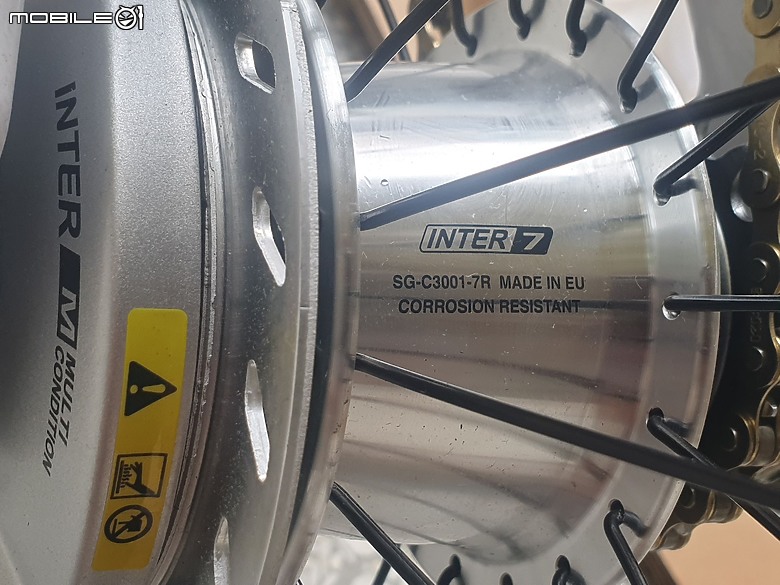 MOBILE01
INTER M MULTI
CONDITION
INTER 7
SG-C3001-7R MADE IN EU
CORROSION RESISTANT